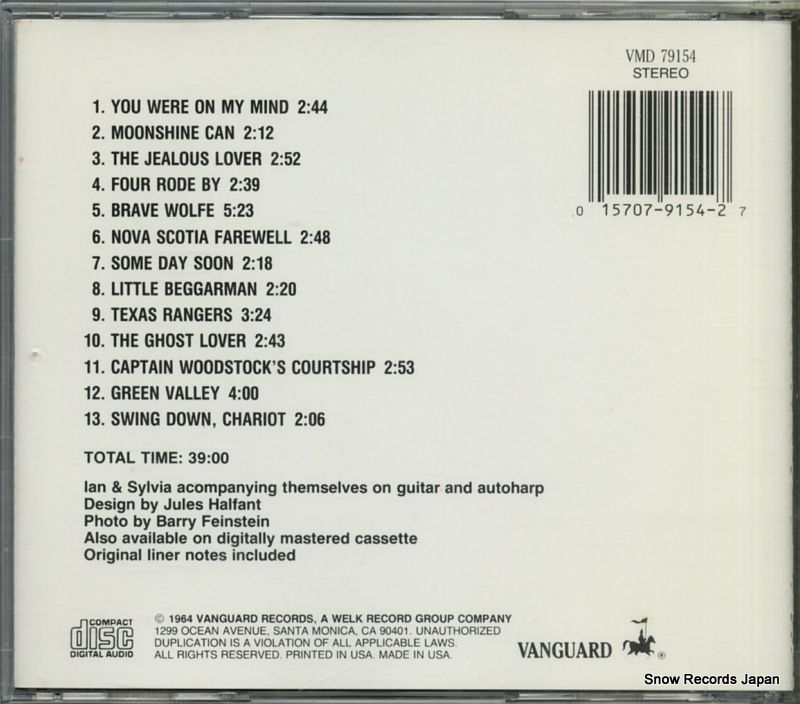 VMD 79154
STEREO
0 15707-9154-2 7
1. YOU WERE ON MY MIND 2:44
2. MOONSHINE CAN 2:12
3. THE JEALOUS LOVER 2:52
4. FOUR RODE BY 2:39
5. BRAVE WOLFE 5:23
6. NOVA SCOTIA FAREWELL 2:48
7. SOME DAY SOON 2:18
8. LITTLE BEGGARMAN 2:20
9. TEXAS RANGERS 3:24
10. THE GHOST LOVER 2:43
11. CAPTAIN WOODSTOCK'S COURTSHIP 2:53
12. GREEN VALLEY 4:00
13. SWING DOWN, CHARIOT 2:06
TOTAL TIME: 39:00
Ian & Sylvia acompanying themselves on guitar and autoharp
Design by Jules Halfant
Photo by Barry Feinstein
Also available on digitally mastered cassette
Original liner notes included
COMPACT
disc
DIGITAL AUDIO
© 1964 VANGUARD RECORDS, A WELK RECORD GROUP COMPANY
1299 OCEAN AVENUE, SANTA MONICA, CA 90401. UNAUTHORIZED
DUPLICATION IS A VIOLATION OF ALL APPLICABLE LAWS.
ALL RIGHTS RESERVED. PRINTED IN USA. MADE IN USA.
VANGUARD ®
Snow Records Japan